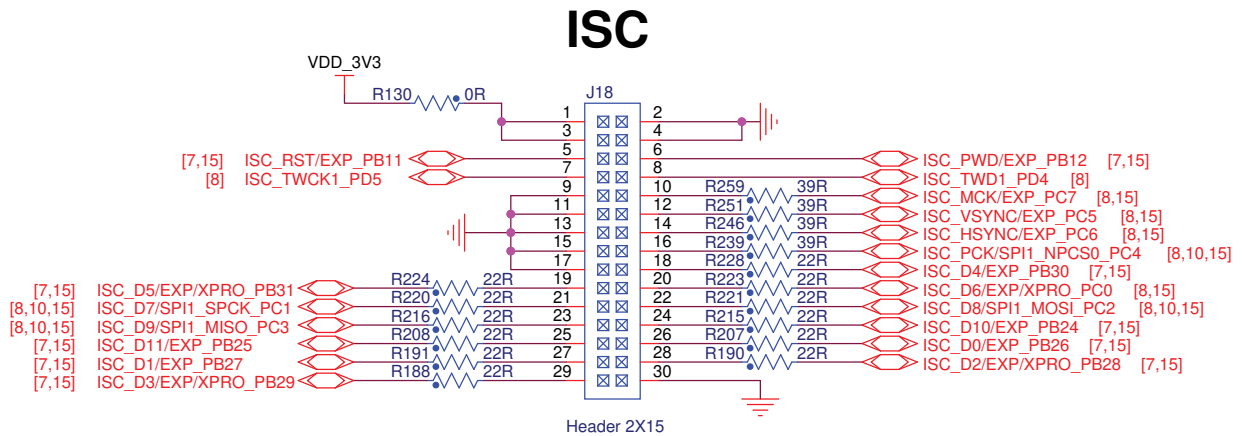 ISC
VDD_3V3
R130 0R J18
1 2
3 4
[7,15] ISC_RST/EXP_PB11 5 6 ISC_PWD/EXP_PB12 [7,15]
[8] ISC_TWCK1_PD5 7 8 ISC_TWD1_PD4 [8]
9 10 R259 39R ISC_MCK/EXP_PC7 [8,15]
11 12 R251 39R ISC_VSYNC/EXP_PC5 [8,15]
13 14 R246 39R ISC_HSYNC/EXP_PC6 [8,15]
15 16 R239 39R ISC_PCK/SPI1_NPCS0_PC4 [8,10,15]
17 18 R228 22R ISC_D4/EXP_PB30 [7,15]
[7,15] ISC_D5/EXP/XPRO_PB31 R224 22R 19 20 R223 22R ISC_D6/EXP/XPRO_PC0 [8,15]
[8,10,15] ISC_D7/SPI1_SPCK_PC1 R220 22R 21 22 R221 22R ISC_D8/SPI1_MOSI_PC2 [8,10,15]
[8,10,15] ISC_D9/SPI1_MISO_PC3 R216 22R 23 24 R215 22R ISC_D10/EXP_PB24 [7,15]
[7,15] ISC_D11/EXP_PB25 R208 22R 25 26 R207 22R ISC_D0/EXP_PB26 [7,15]
[7,15] ISC_D1/EXP_PB27 R191 22R 27 28 R190 22R ISC_D2/EXP/XPRO_PB28 [7,15]
[7,15] ISC_D3/EXP/XPRO_PB29 R188 22R 29 30
Header 2X15